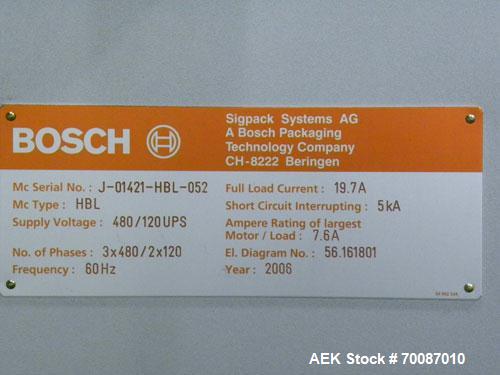 BOSCH
Sigpack Systems AG
A Bosch Packaging
Technology Company
CH-8222 Beringen
Mc Serial No. : J-01421-HBL-052
Mc Type : HBL
Supply Voltage : 480/120UPS
No. of Phases : 3x480/2x120
Frequency : 60Hz
Full Load Current : 19.7A
Short Circuit Interrupting : 5kA
Ampere Rating of largest
Motor / Load : 7.6A
El. Diagram No. : 56.161801
Year : 2006
AEK Stock # 70087010